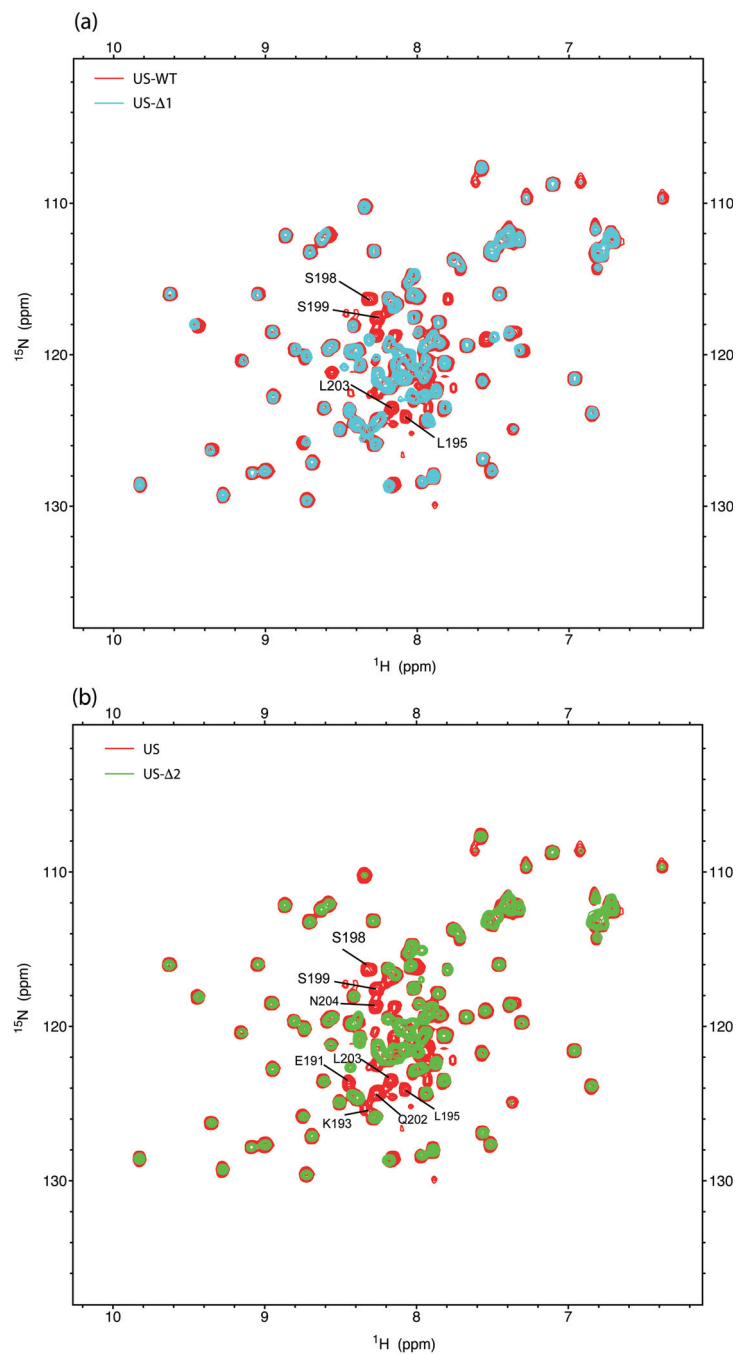 (a)
10 9 8 7
US-WT
US-Δ1
110
110
S198
S199
15N (ppm)
120
120
L203
L195
130
130
10 9 8 7
1H (ppm)
(b)
10 9 8 7
US
US-Δ2
110
110
S198
S199
N204
15N (ppm)
120
120
E191
L203
L195
K193
Q202
130
130
10 9 8 7
1H (ppm)